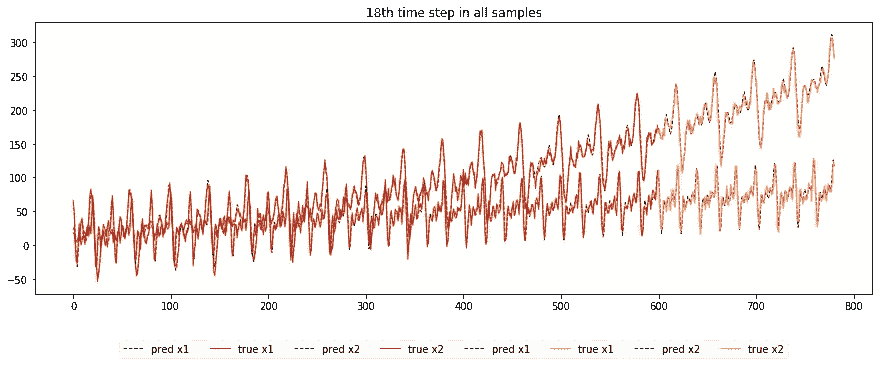 18th time step in all samples
300
250
200
150
100
50
0
−50
0 100 200 300 400 500 600 700 800
pred x1 true x1 pred x2 true x2 pred x1 true x1 pred x2 true x2